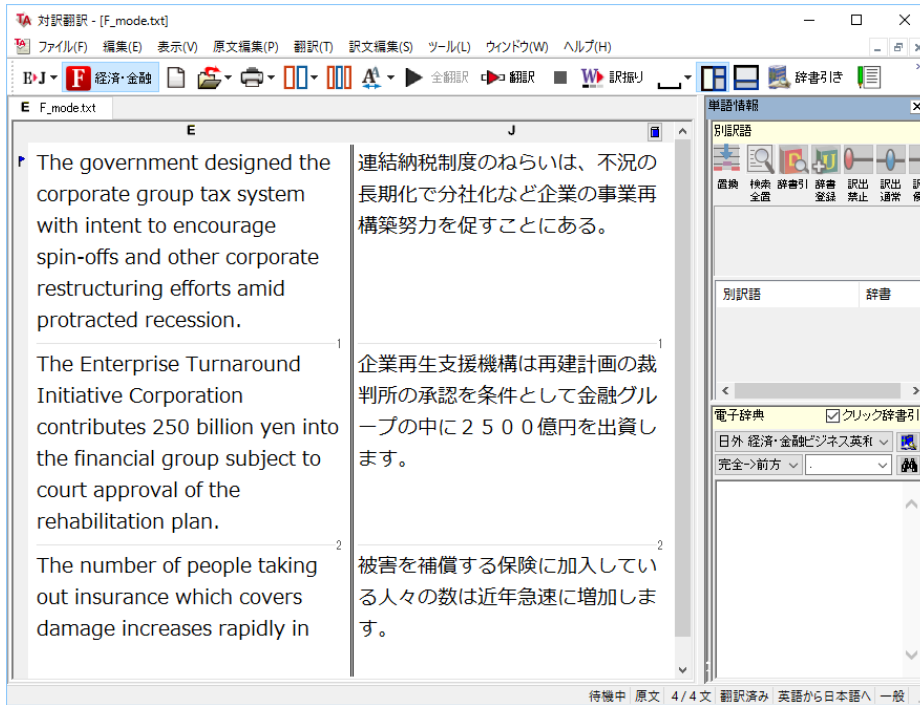 対訳翻訳 - [F_mode.txt]
ファイル(F) 編集(E) 表示(V) 原文編集(P) 翻訳(T) 訳文編集(S) ツール(L) ウィンドウ(W) ヘルプ(H)
E▸J F 経済・金融 全翻訳 翻訳 W 訳振り 辞書引き
E F_mode.txt
単語情報
E J
別訳語
The government designed the
corporate group tax system
with intent to encourage
spin-offs and other corporate
restructuring efforts amid
protracted recession.
連結納税制度のねらいは、不況の
長期化で分社化など企業の事業再
構築努力を促すことにある。
1 1
The Enterprise Turnaround
Initiative Corporation
contributes 250 billion yen into
the financial group subject to
court approval of the
rehabilitation plan.
企業再生支援機構は再建計画の裁
判所の承認を条件として金融グル
ープの中に２５００億円を出資し
ます。
2 2
The number of people taking
out insurance which covers
damage increases rapidly in
被害を補償する保険に加入してい
る人々の数は近年急速に増加しま
す。
置換 検索全置 辞書引 辞書登録 訳出禁止 訳出通常
別訳語 辞書
電子辞典 クリック辞書引
日外 経済・金融ビジネス英和
完全->前方 .
待機中 原文 4/4文 翻訳済み 英語から日本語へ 一般